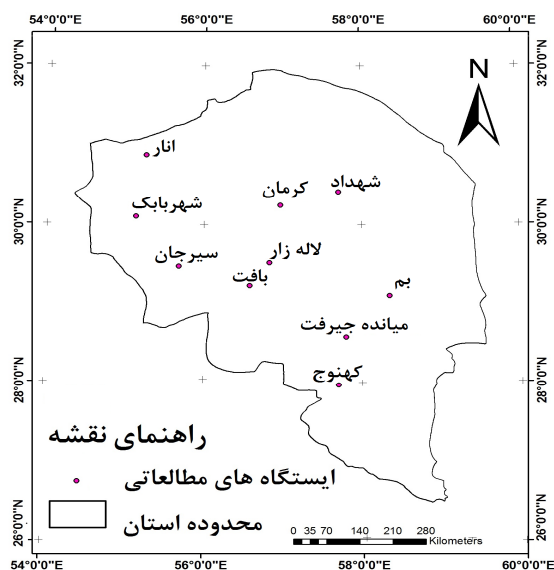 54°0'0"E 56°0'0"E 58°0'0"E 60°0'0"E
32°0'0"N 32°0'0"N
N
انار
شهداد
کرمان
شهربابک
30°0'0"N 30°0'0"N
لاله زار
سیرجان
بافت
بم
میانده جیرفت
کهنوج
28°0'0"N 28°0'0"N
راهنمای نقشه
ایستگاه های مطالعاتی
محدوده استان
26°0'0"N 26°0'0"N
0 35 70 140 210 280
Kilometers
54°0'0"E 56°0'0"E 58°0'0"E 60°0'0"E